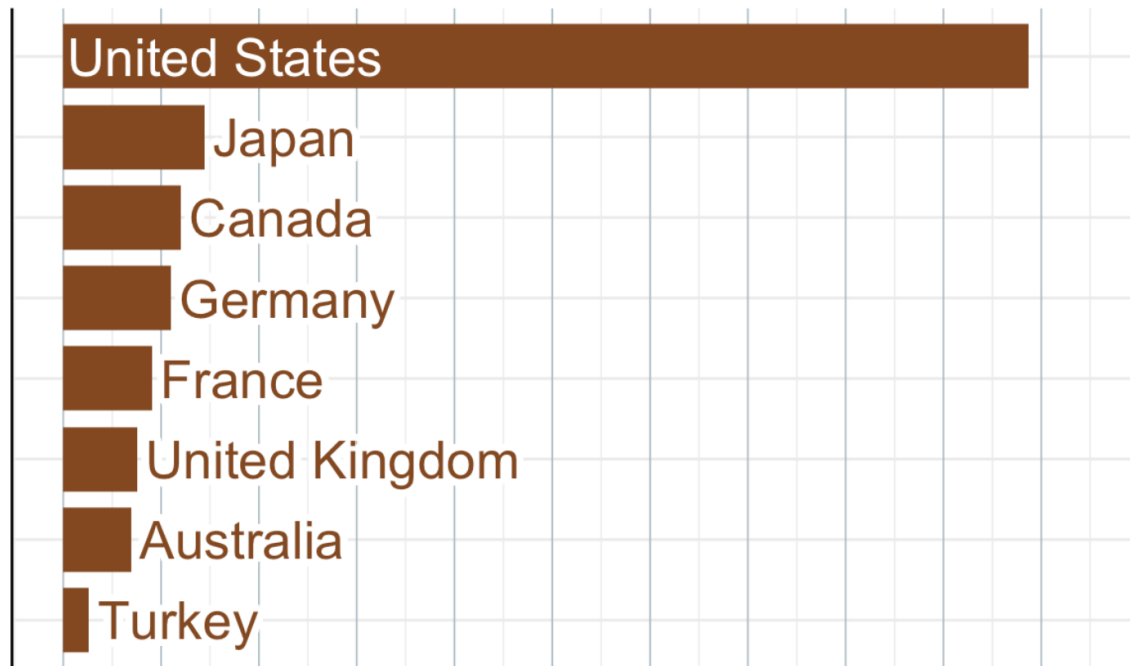 United States
Japan
Canada
Germany
France
United Kingdom
Australia
Turkey